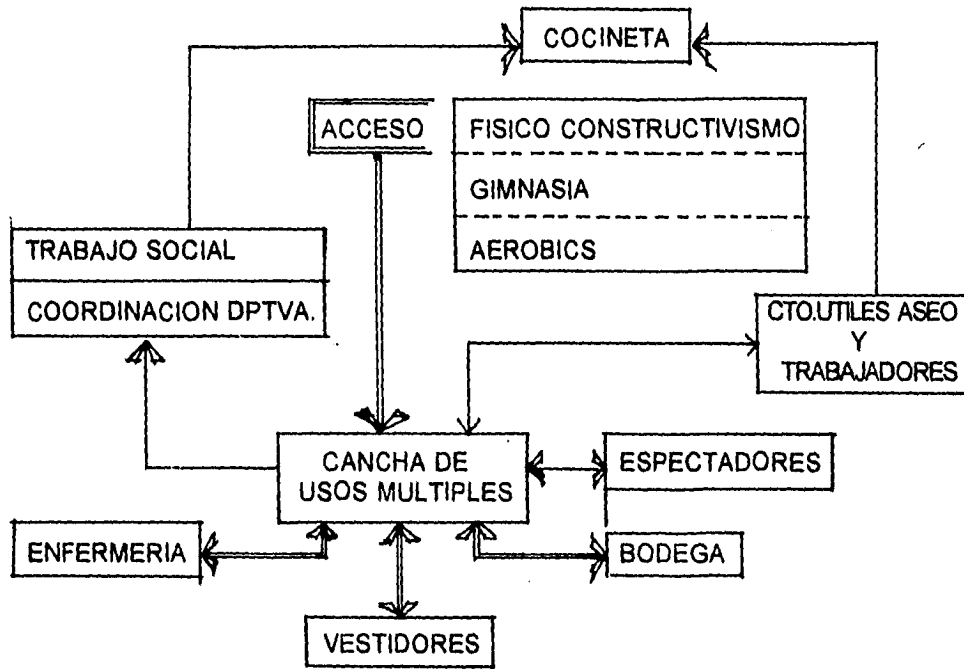 COCINETA
ACCESO
FISICO CONSTRUCTIVISMO
GIMNASIA
AEROBICS
TRABAJO SOCIAL
COORDINACION DPTVA.
CTO.UTILES ASEO
Y
TRABAJADORES
CANCHA DE
USOS MULTIPLES
ESPECTADORES
ENFERMERIA
BODEGA
VESTIDORES